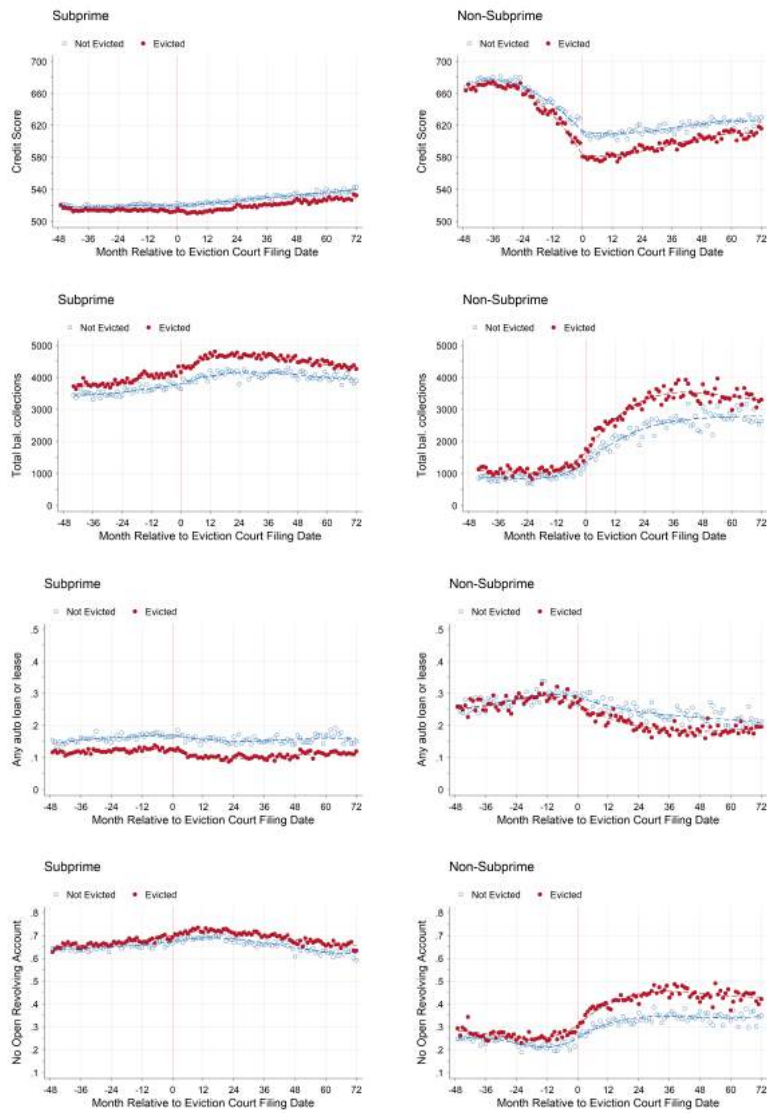 Subprime
Not Evicted Evicted
700
660
620
580
540
500
Credit Score
-48 -36 -24 -12 0 12 24 36 48 60 72
Month Relative to Eviction Court Filing Date
Non-Subprime
Not Evicted Evicted
700
660
620
580
540
500
Credit Score
-48 -36 -24 -12 0 12 24 36 48 60 72
Month Relative to Eviction Court Filing Date
Subprime
Not Evicted Evicted
5000
4000
3000
2000
1000
0
Total bal. collections
-48 -36 -24 -12 0 12 24 36 48 60 72
Month Relative to Eviction Court Filing Date
Non-Subprime
Not Evicted Evicted
5000
4000
3000
2000
1000
0
Total bal. collections
-48 -36 -24 -12 0 12 24 36 48 60 72
Month Relative to Eviction Court Filing Date
Subprime
Not Evicted Evicted
.5
.4
.3
.2
.1
0
Any auto loan or lease
-48 -36 -24 -12 0 12 24 36 48 60 72
Month Relative to Eviction Court Filing Date
Non-Subprime
Not Evicted Evicted
.5
.4
.3
.2
.1
0
Any auto loan or lease
-48 -36 -24 -12 0 12 24 36 48 60 72
Month Relative to Eviction Court Filing Date
Subprime
Not Evicted Evicted
.8
.7
.6
.5
.4
.3
.2
.1
No Open Revolving Account
-48 -36 -24 -12 0 12 24 36 48 60 72
Month Relative to Eviction Court Filing Date
Non-Subprime
Not Evicted Evicted
.8
.7
.6
.5
.4
.3
.2
.1
No Open Revolving Account
-48 -36 -24 -12 0 12 24 36 48 60 72
Month Relative to Eviction Court Filing Date